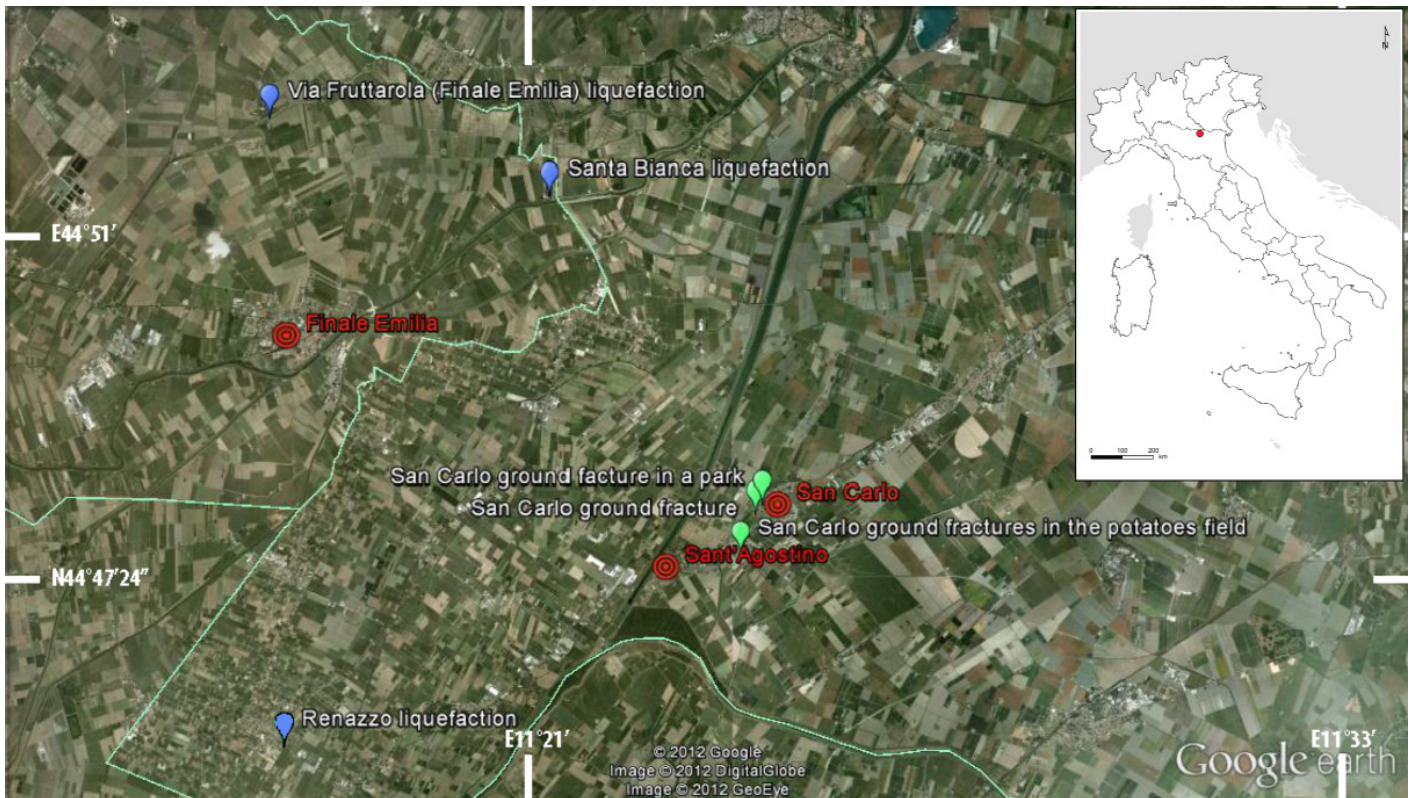 Via Fruttarola (Finale Emilia) liquefaction
N
Santa Bianca liquefaction
E44°51'
Finale Emilia
0 100 200
km
San Carlo ground facture in a park
San Carlo
San Carlo ground fracture
San Carlo ground fractures in the potatoes field
Sant'Agostino
N44°47'24"
Renazzo liquefaction
E11°21'
E11°33'
© 2012 Google
Image © 2012 DigitalGlobe
Image © 2012 GeoEye
Google earth